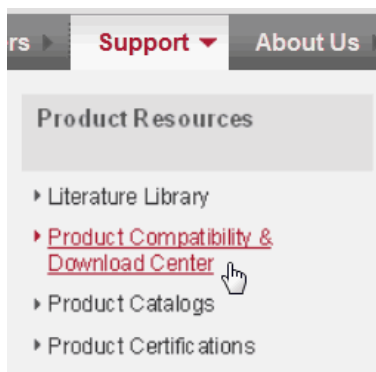 rs Support About Us
Product Resources
Literature Library
Product Compatibility &
Download Center
Product Catalogs
Product Certifications